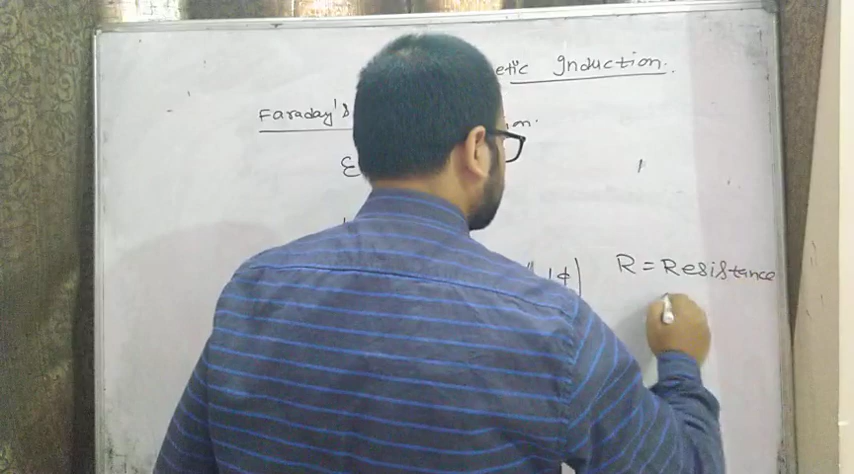 etic Induction.
Faraday's
ε
R = Resistance